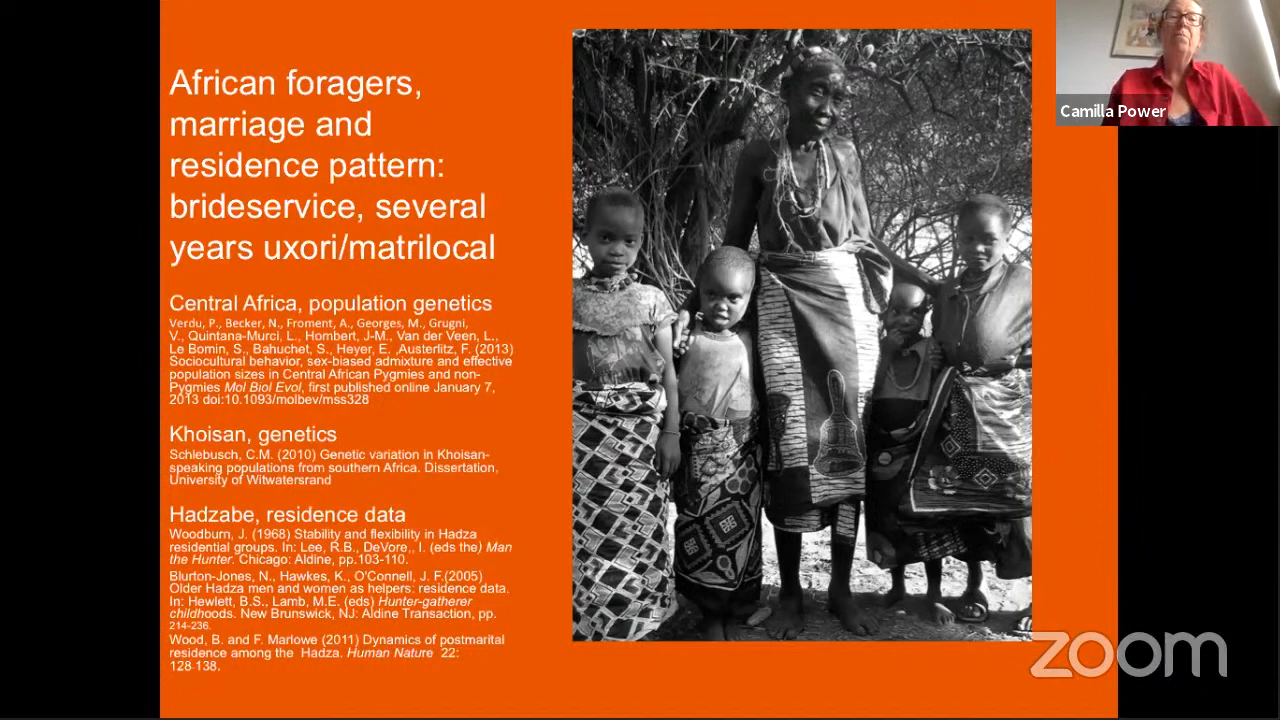 African foragers,
marriage and
residence pattern:
brideservice, several
years uxori/matrilocal
Central Africa, population genetics
Verdu, P., Becker, N., Froment, A., Georges, M., Grugni,
V., Quintana-Murci, L., Hombert, J-M., Van der Veen, L.,
Le Bomin, S., Bahuchet, S., Heyer, E. ,Austerlitz, F. (2013)
Sociocultural behavior, sex-biased admixture and effective
population sizes in Central African Pygmies and non-
Pygmies Mol Biol Evol, first published online January 7,
2013 doi:10.1093/molbev/mss328
Khoisan, genetics
Schlebusch, C.M. (2010) Genetic variation in Khoisan-
speaking populations from southern Africa. Dissertation,
University of Witwatersrand
Hadzabe, residence data
Woodburn, J. (1968) Stability and flexibility in Hadza
residential groups. In: Lee, R.B., DeVore,, I. (eds the) Man
the Hunter. Chicago: Aldine, pp.103-110.
Blurton-Jones, N., Hawkes, K., O'Connell, J. F.(2005)
Older Hadza men and women as helpers: residence data.
In: Hewlett, B.S., Lamb, M.E. (eds) Hunter-gatherer
childhoods. New Brunswick, NJ: Aldine Transaction, pp.
214-236.
Wood, B. and F. Marlowe (2011) Dynamics of postmarital
residence among the Hadza. Human Nature 22:
128-138.
Camilla Power
zoom